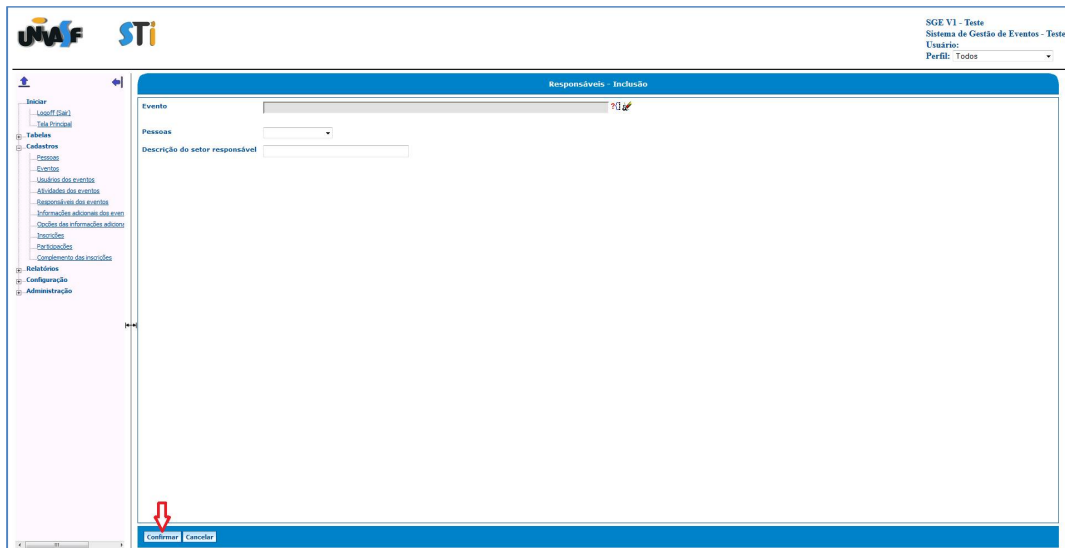 UNIVASF STi
SGE V1 - Teste
Sistema de Gestão de Eventos - Teste
Usuário:
Perfil: Todos
Responsáveis - Inclusão
Iniciar
Logoff [Sair]
Tela Principal
Tabelas
Cadastros
Pessoas
Eventos
Usuários dos eventos
Atividades dos eventos
Responsáveis dos eventos
Informações adicionais dos even
Opções das informações adicion
Inscrições
Participações
Complemento das inscrições
Relatórios
Configuração
Administração
Evento
Pessoas
Descrição do setor responsável
Confirmar Cancelar